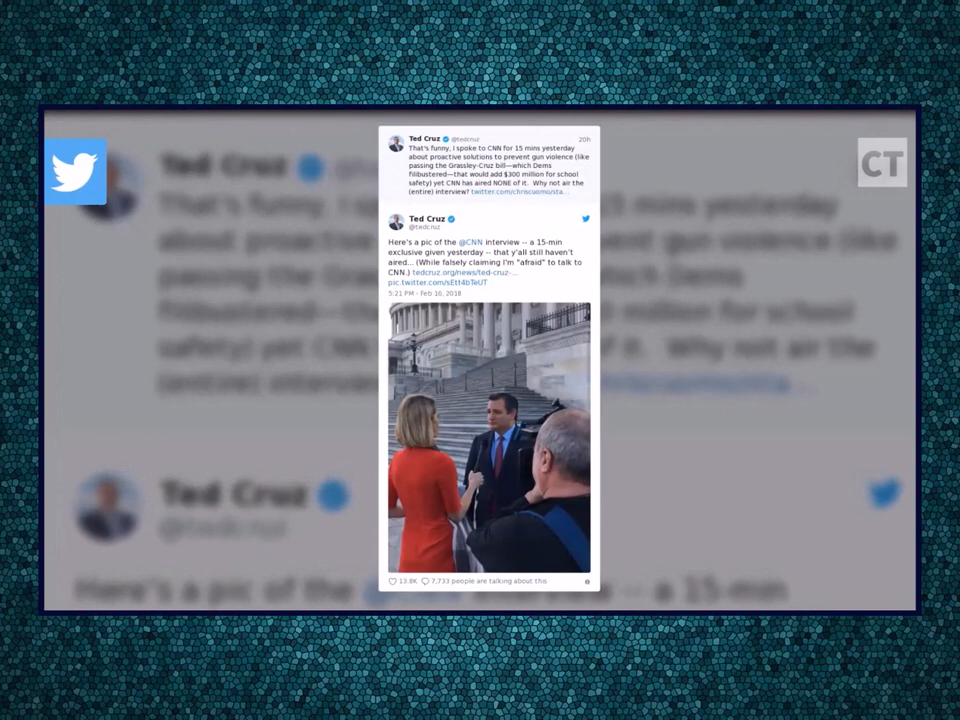 CT
Ted Cruz @tedcruz 20h
That's funny, I spoke to CNN for 15 mins yesterday
about proactive solutions to prevent gun violence (like
passing the Grassley-Cruz bill—which Dems
filibustered—that would add $300 million for school
safety) yet CNN has aired NONE of it. Why not air the
(entire) interview? twitter.com/chriscuomo/sta...
Ted Cruz
@tedcruz
Here's a pic of the @CNN interview -- a 15-min
exclusive given yesterday -- that y'all still haven't
aired... (While falsely claiming I'm "afraid" to talk to
CNN.) tedcruz.org/news/ted-cruz-...
pic.twitter.com/sEtt4bTeUT
5:21 PM - Feb 16, 2018
13.8K 7,733 people are talking about this